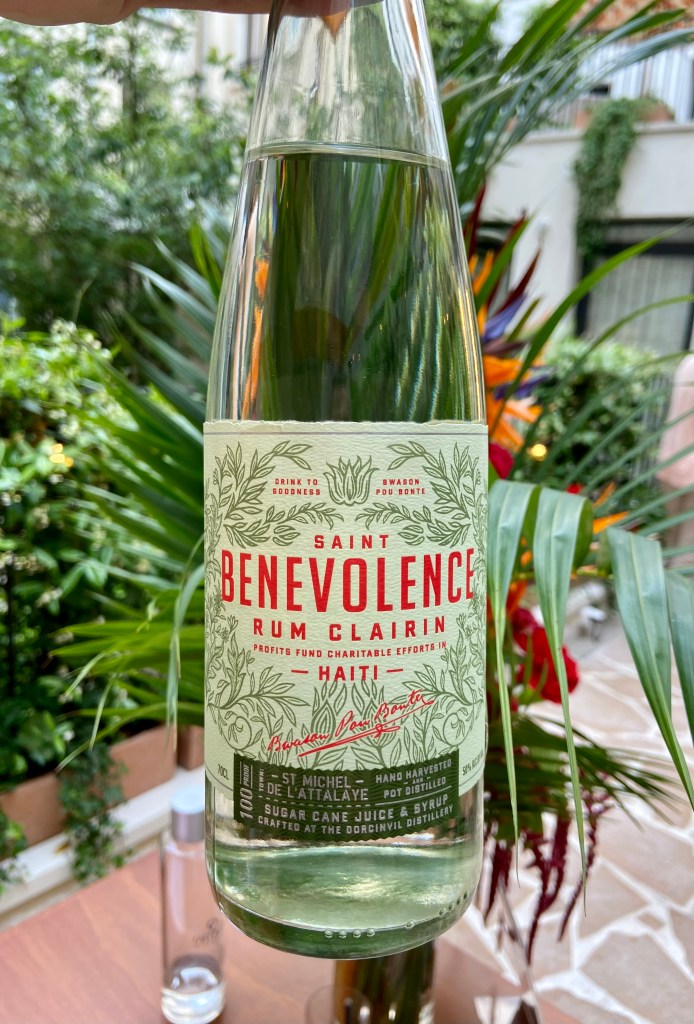 DRINK TO
GOODNESS
BWASON
POU BONTE
SAINT
BENEVOLENCE
RUM CLAIRIN
PROFITS FUND CHARITABLE EFFORTS IN
— HAITI —
Bwason Pou Bonte
70CL
50%
100 PROOF
TOWN:
— ST MICHEL —
DE L'ATTALAYE
HAND HARVESTED
— AND —
POT DISTILLED
SUGAR CANE JUICE & SYRUP
CRAFTED AT THE DORCINVIL DISTILLERY